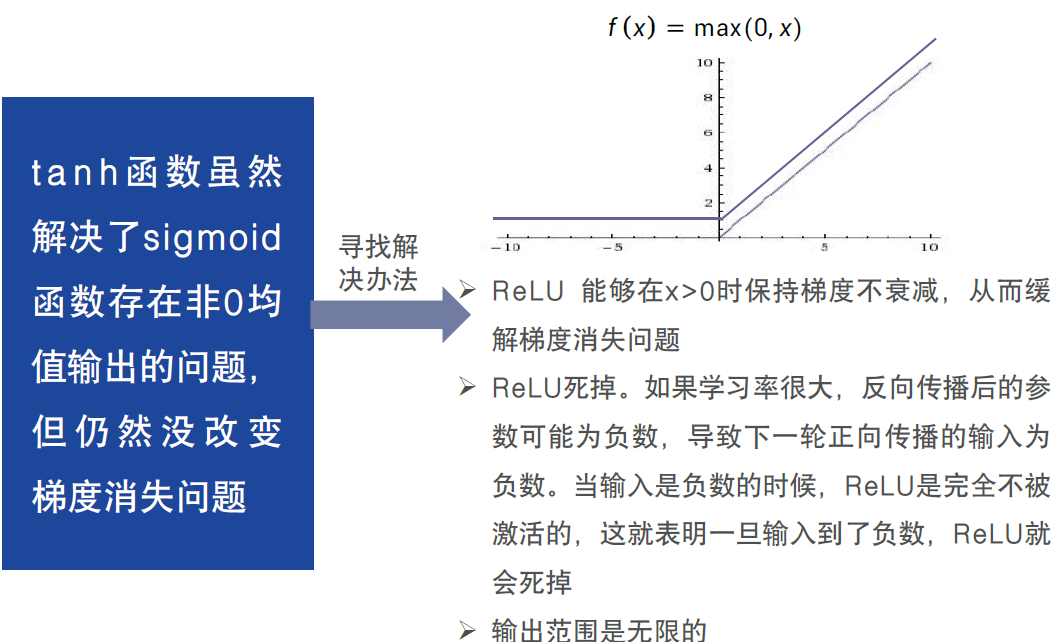 f(x) = max(0, x)
10
8
6
4
2
-10 -5 5 10
tanh函数虽然
解决了sigmoid
函数存在非0均
值输出的问题,
但仍然没改变
梯度消失问题
寻找解
决办法
➢ ReLU 能够在x>0时保持梯度不衰减，从而缓
解梯度消失问题
➢ ReLU死掉。如果学习率很大，反向传播后的参
数可能为负数，导致下一轮正向传播的输入为
负数。当输入是负数的时候，ReLU是完全不被
激活的，这就表明一旦输入到了负数，ReLU就
会死掉
➢ 输出范围是无限的